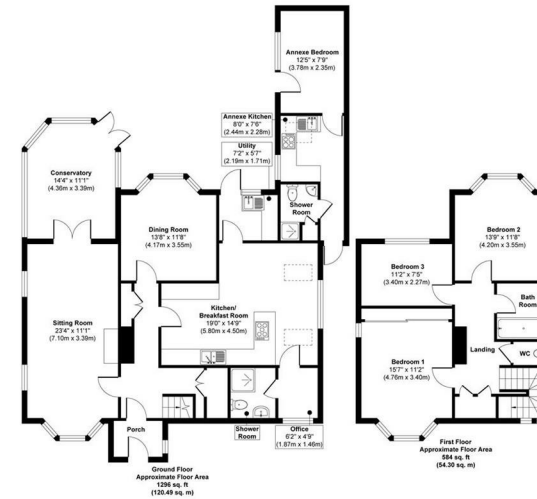 Annexe Bedroom
12'5" x 7'9"
(3.78m x 2.35m)
Annexe Kitchen
8'0" x 7'6"
(2.44m x 2.28m)
Utility
7'2" x 5'7"
(2.19m x 1.71m)
Conservatory
14'4" x 11'1"
(4.36m x 3.39m)
Shower
Room
Dining Room
13'8" x 11'8"
(4.17m x 3.55m)
Kitchen/
Breakfast Room
19'0" x 14'9"
(5.80m x 4.50m)
Sitting Room
23'4" x 11'1"
(7.10m x 3.39m)
Porch
Shower
Room
Office
6'2" x 4'9"
(1.87m x 1.46m)
Ground Floor
Approximate Floor Area
1296 sq. ft
(120.49 sq. m)
Bedroom 2
13'9" x 11'8"
(4.20m x 3.55m)
Bedroom 3
11'2" x 7'5"
(3.40m x 2.27m)
Bath
Room
Landing
WC
Bedroom 1
15'7" x 11'2"
(4.76m x 3.40m)
First Floor
Approximate Floor Area
584 sq. ft
(54.30 sq. m)